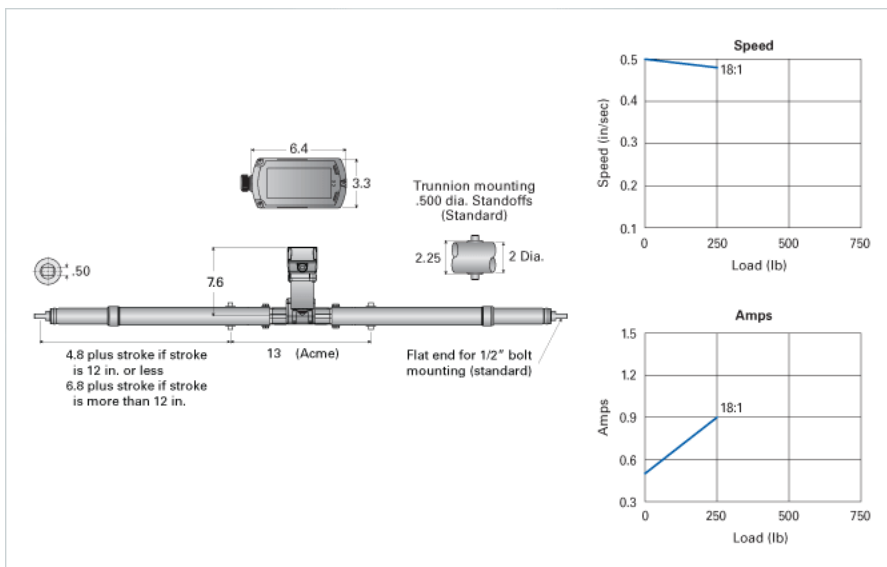 6.4
3.3
Trunnion mounting
.500 dia. Standoffs
(Standard)
2.25
2 Dia.
.50
7.6
4.8 plus stroke if stroke
is 12 in. or less
6.8 plus stroke if stroke
is more than 12 in.
13 (Acme)
Flat end for 1/2" bolt
mounting (standard)
Speed
0.5
0.4
0.3
0.2
0.1
Speed (in/sec)
18:1
0
250
500
750
Load (lb)
Amps
1.5
1.2
0.9
0.6
0.3
Amps
18:1
0
250
500
750
Load (lb)